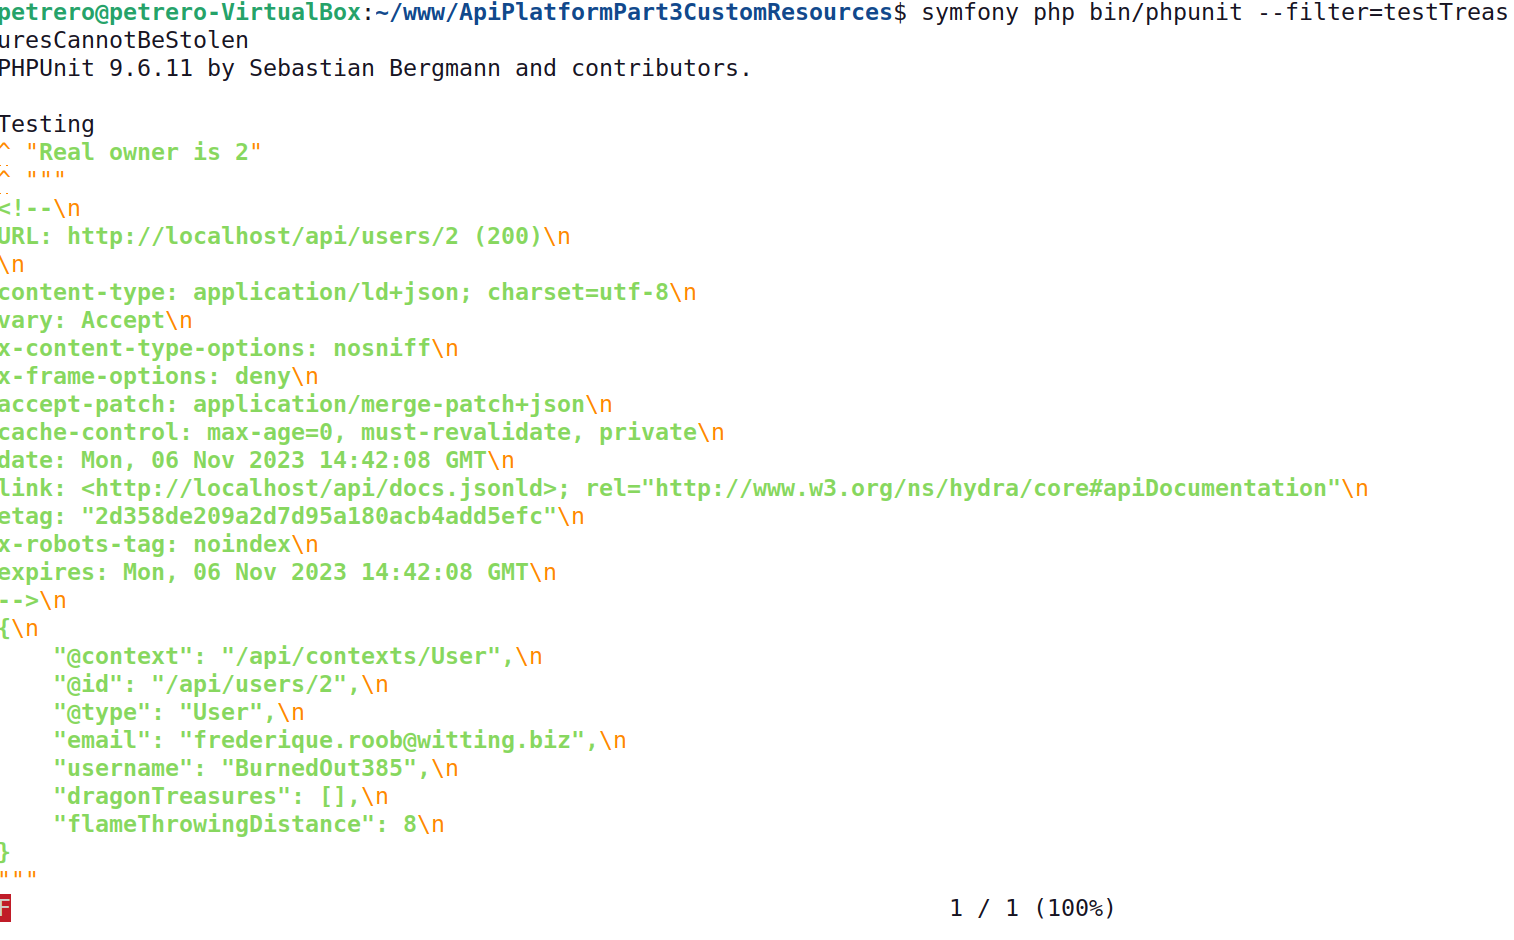 petrero@petrero-VirtualBox:~/www/ApiPlatformPart3CustomResources$ symfony php bin/phpunit --filter=testTreas
uresCannotBeStolen
PHPUnit 9.6.11 by Sebastian Bergmann and contributors.
Testing
^ "Real owner is 2"
^ """
<!--\n
URL: http://localhost/api/users/2 (200)\n
\n
content-type: application/ld+json; charset=utf-8\n
vary: Accept\n
x-content-type-options: nosniff\n
x-frame-options: deny\n
accept-patch: application/merge-patch+json\n
cache-control: max-age=0, must-revalidate, private\n
date: Mon, 06 Nov 2023 14:42:08 GMT\n
link: <http://localhost/api/docs.jsonld>; rel="http://www.w3.org/ns/hydra/core#apiDocumentation"\n
etag: "2d358de209a2d7d95a180acb4add5efc"\n
x-robots-tag: noindex\n
expires: Mon, 06 Nov 2023 14:42:08 GMT\n
-->\n
{\n
    "@context": "/api/contexts/User",\n
    "@id": "/api/users/2",\n
    "@type": "User",\n
    "email": "frederique.roob@witting.biz",\n
    "username": "BurnedOut385",\n
    "dragonTreasures": [],\n
    "flameThrowingDistance": 8\n
}
"""
F 1 / 1 (100%)